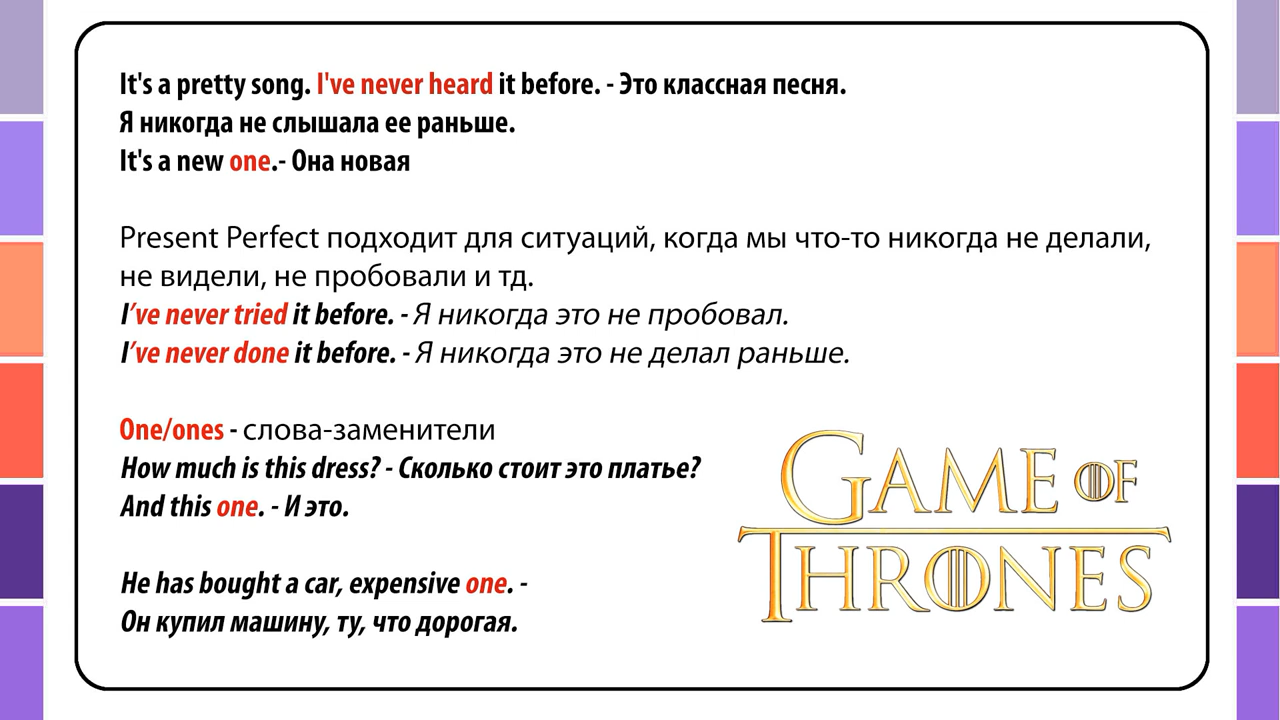 It's a pretty song. I've never heard it before. - Это классная песня.
Я никогда не слышала ее раньше.
It's a new one.- Она новая
Present Perfect подходит для ситуаций, когда мы что-то никогда не делали,
не видели, не пробовали и тд.
I've never tried it before. - Я никогда это не пробовал.
I've never done it before. - Я никогда это не делал раньше.
One/ones - слова-заменители
How much is this dress? - Сколько стоит это платье?
And this one. - И это.
He has bought a car, expensive one. -
Он купил машину, ту, что дорогая.
GAME OF
THRONES